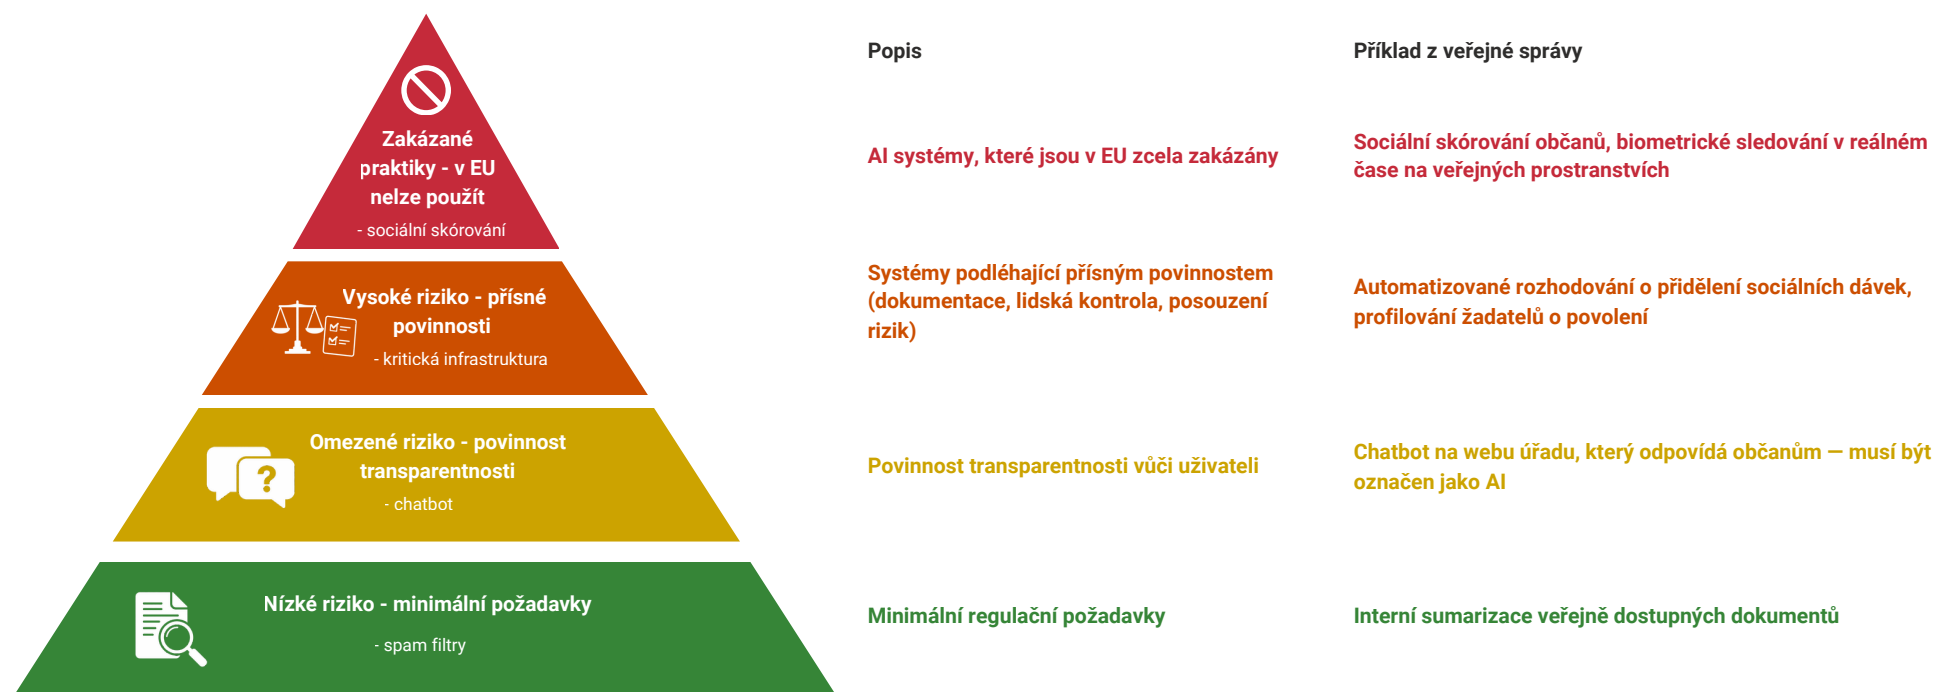 Popis
Příklad z veřejné správy
Zakázané
praktiky - v EU
nelze použít
- sociální skórování
AI systémy, které jsou v EU zcela zakázány
Sociální skórování občanů, biometrické sledování v reálném
čase na veřejných prostranstvích
Vysoké riziko - přísné
povinnosti
- kritická infrastruktura
Systémy podléhající přísným povinnostem
(dokumentace, lidská kontrola, posouzení
rizik)
Automatizované rozhodování o přidělení sociálních dávek,
profilování žadatelů o povolení
Omezené riziko - povinnost
transparentnosti
- chatbot
Povinnost transparentnosti vůči uživateli
Chatbot na webu úřadu, který odpovídá občanům — musí být
označen jako AI
Nízké riziko - minimální požadavky
- spam filtry
Minimální regulační požadavky
Interní sumarizace veřejně dostupných dokumentů